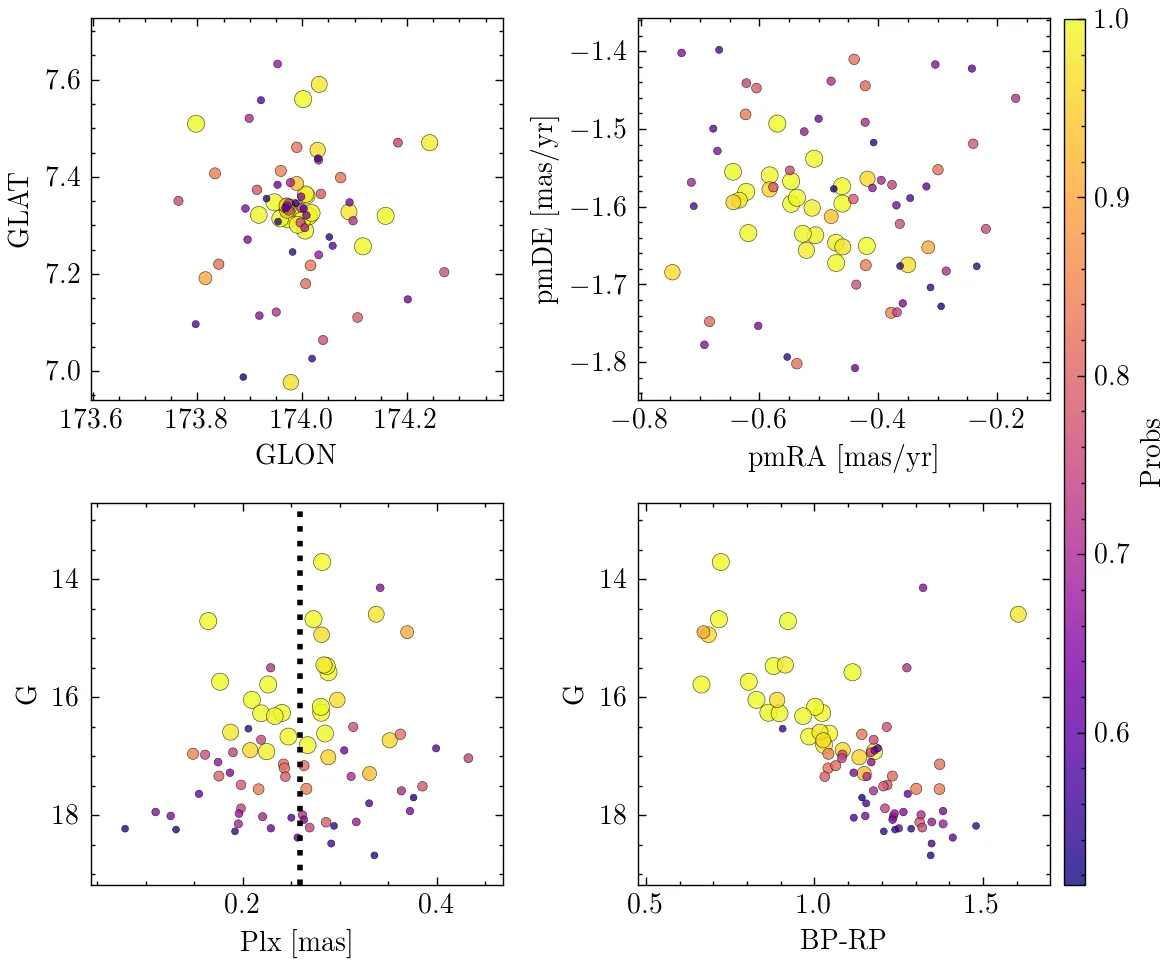 7.6
7.4
7.2
7.0
GLAT
173.6 173.8 174.0 174.2
GLON
−1.4
−1.5
−1.6
−1.7
−1.8
pmDE [mas/yr]
−0.8 −0.6 −0.4 −0.2
pmRA [mas/yr]
14
16
18
G
0.2 0.4
Plx [mas]
14
16
18
G
0.5 1.0 1.5
BP-RP
1.0
0.9
0.8
0.7
0.6
Probs